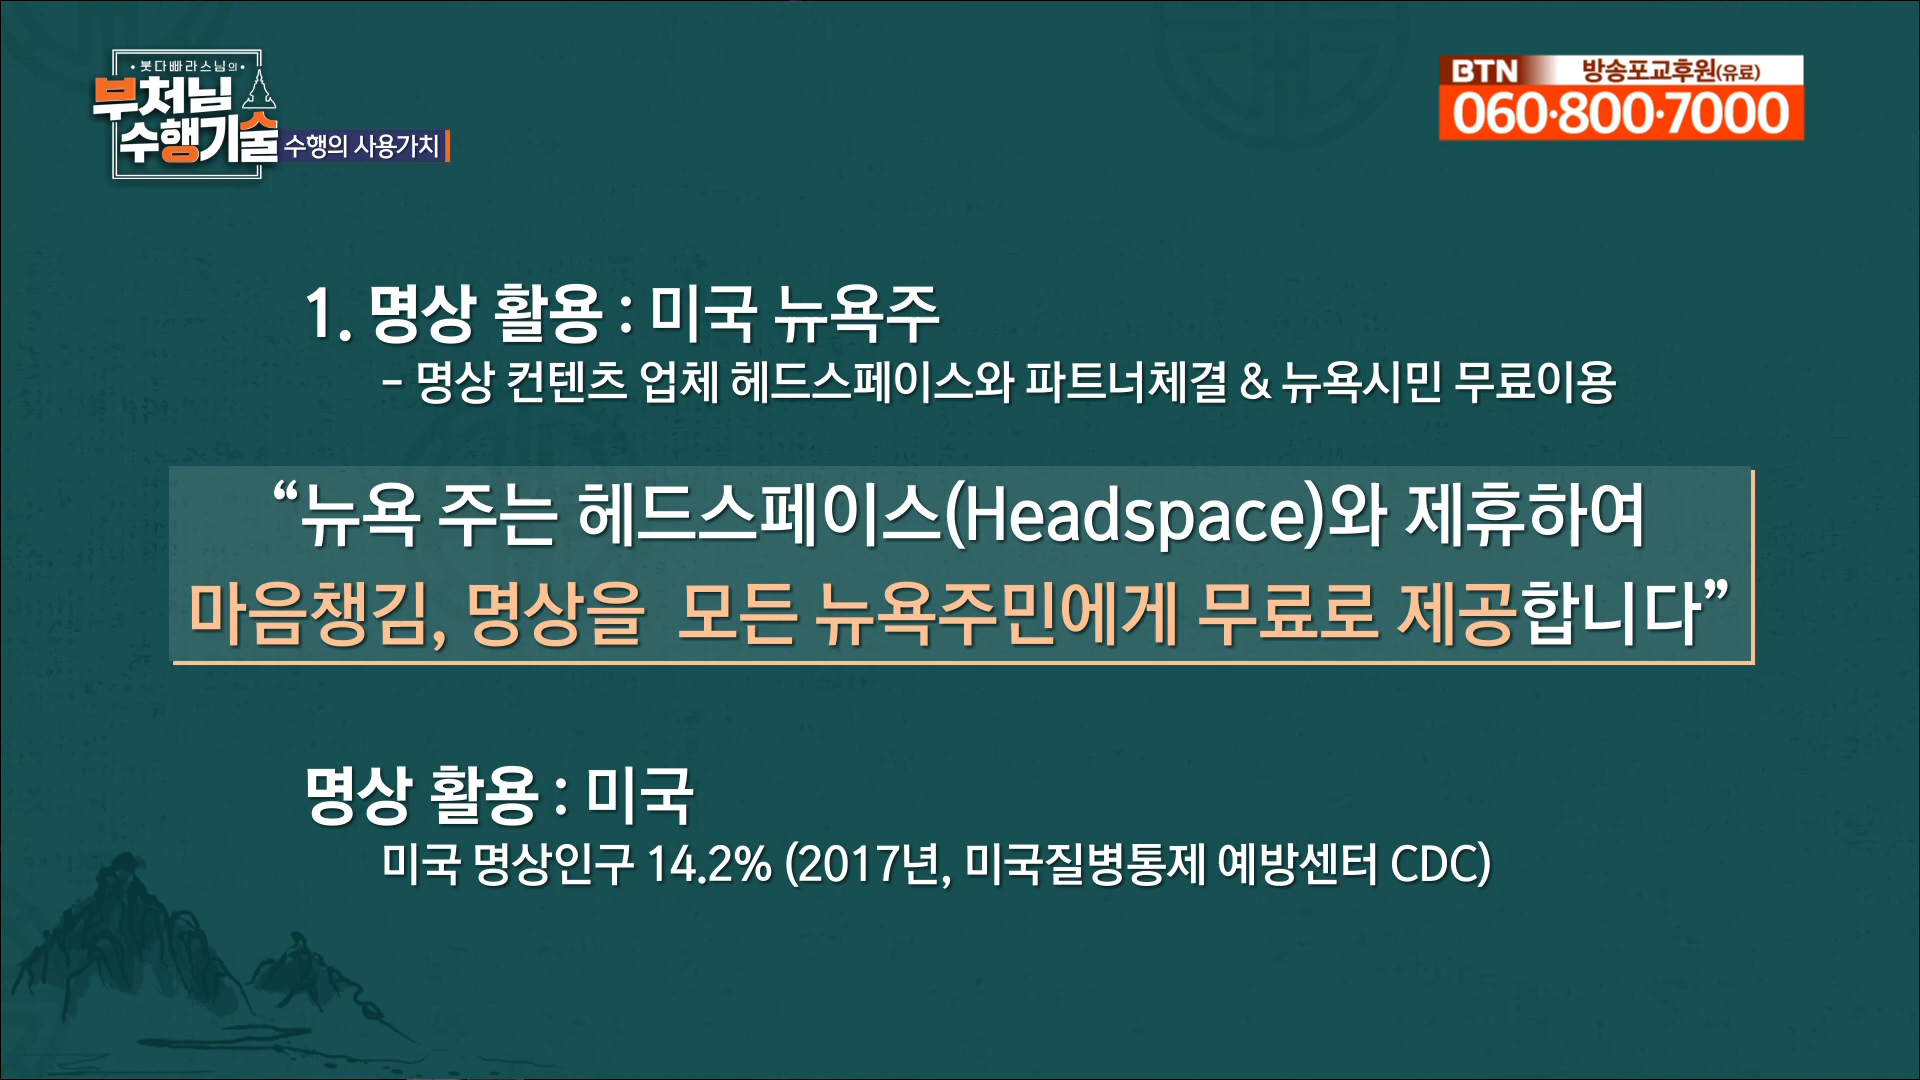 •붓다빠라스님의•
부처님
수행기술
수행의 사용가치
BTN 방송포교후원(유료)
060·800·7000
1. 명상 활용 : 미국 뉴욕주
- 명상 컨텐츠 업체 헤드스페이스와 파트너체결 & 뉴욕시민 무료이용
“뉴욕 주는 헤드스페이스(Headspace)와 제휴하여
마음챙김, 명상을 모든 뉴욕주민에게 무료로 제공합니다”
명상 활용 : 미국
미국 명상인구 14.2% (2017년, 미국질병통제 예방센터 CDC)